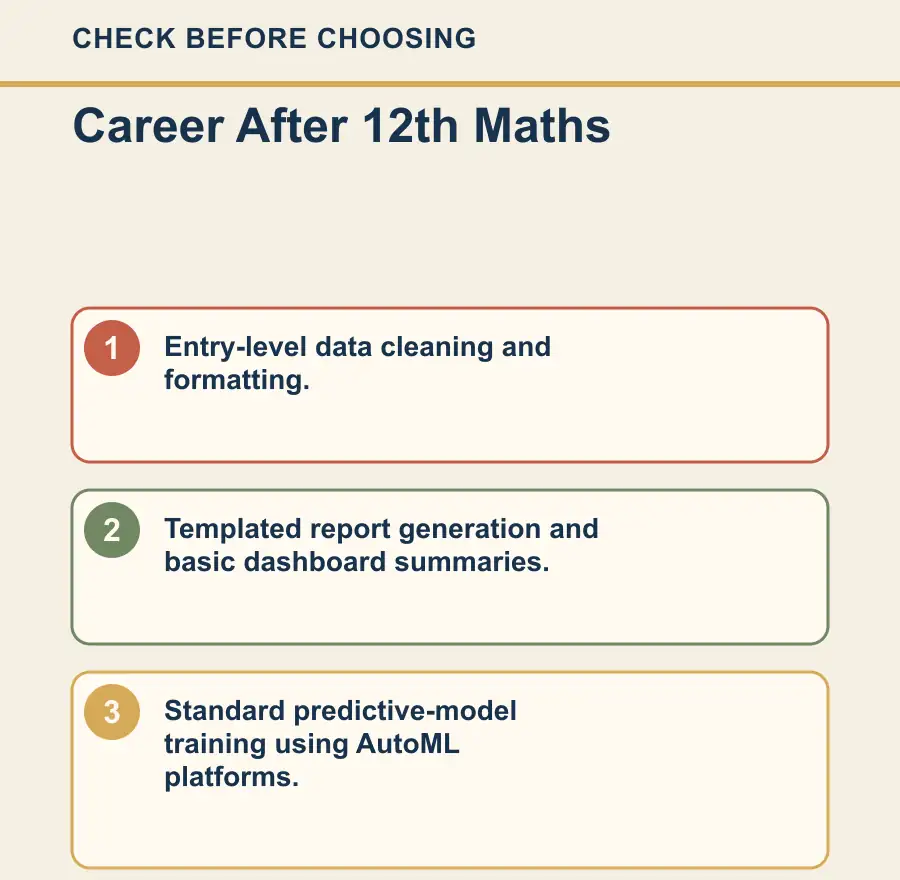 CHECK BEFORE CHOOSING
Career After 12th Maths
1
Entry-level data cleaning and
formatting.
2
Templated report generation and
basic dashboard summaries.
3
Standard predictive-model
training using AutoML
platforms.